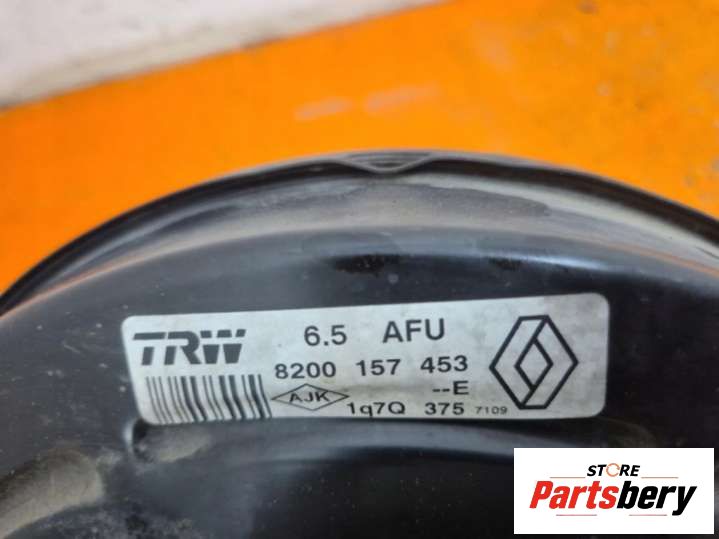 TRW 6.5 AFU
8200 157 453
--E
AJK 1q7Q 375 7109
STORE
Partsbery